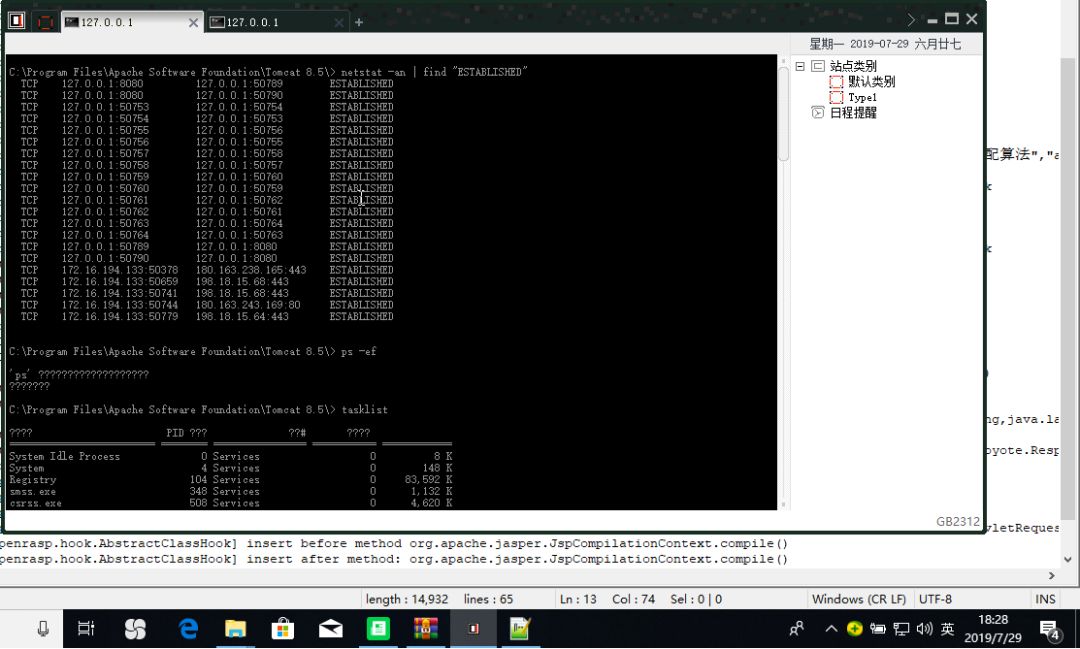 127.0.0.1
127.0.0.1
星期一 2019-07-29 六月廿七
站点类别
默认类别
Type1
日程提醒
C:\Program Files\Apache Software Foundation\Tomcat 8.5\> netstat -an | find "ESTABLISHED"
TCP 127.0.0.1:8080 127.0.0.1:50789 ESTABLISHED
TCP 127.0.0.1:8080 127.0.0.1:50790 ESTABLISHED
TCP 127.0.0.1:50753 127.0.0.1:50754 ESTABLISHED
TCP 127.0.0.1:50754 127.0.0.1:50753 ESTABLISHED
TCP 127.0.0.1:50755 127.0.0.1:50756 ESTABLISHED
TCP 127.0.0.1:50756 127.0.0.1:50755 ESTABLISHED
TCP 127.0.0.1:50757 127.0.0.1:50758 ESTABLISHED
TCP 127.0.0.1:50758 127.0.0.1:50757 ESTABLISHED
TCP 127.0.0.1:50759 127.0.0.1:50760 ESTABLISHED
TCP 127.0.0.1:50760 127.0.0.1:50759 ESTABLISHED
TCP 127.0.0.1:50761 127.0.0.1:50762 ESTABLISHED
TCP 127.0.0.1:50762 127.0.0.1:50761 ESTABLISHED
TCP 127.0.0.1:50763 127.0.0.1:50764 ESTABLISHED
TCP 127.0.0.1:50764 127.0.0.1:50763 ESTABLISHED
TCP 127.0.0.1:50789 127.0.0.1:8080 ESTABLISHED
TCP 127.0.0.1:50790 127.0.0.1:8080 ESTABLISHED
TCP 172.16.194.133:50378 180.163.238.165:443 ESTABLISHED
TCP 172.16.194.133:50659 198.18.15.68:443 ESTABLISHED
TCP 172.16.194.133:50741 198.18.15.68:443 ESTABLISHED
TCP 172.16.194.133:50744 180.163.243.169:80 ESTABLISHED
TCP 172.16.194.133:50779 198.18.15.64:443 ESTABLISHED
C:\Program Files\Apache Software Foundation\Tomcat 8.5\> ps -ef
'ps' ???????????????????
???????
C:\Program Files\Apache Software Foundation\Tomcat 8.5\> tasklist
???? PID ??? ??# ????
System Idle Process 0 Services 0 8 K
System 4 Services 0 148 K
Registry 104 Services 0 83,592 K
smss.exe 348 Services 0 1,132 K
csrss.exe 508 Services 0 4,620 K
GB2312
配算法","a
ng,java.la
oyote.Resp
vletReques
penrasp.hook.AbstractClassHook] insert before method org.apache.jasper.JspCompilationContext.compile()
penrasp.hook.AbstractClassHook] insert after method: org.apache.jasper.JspCompilationContext.compile()
length : 14,932 lines : 65 Ln : 13 Col : 74 Sel : 0 | 0 Windows (CR LF) UTF-8 INS
英
18:28
2019/7/29
4